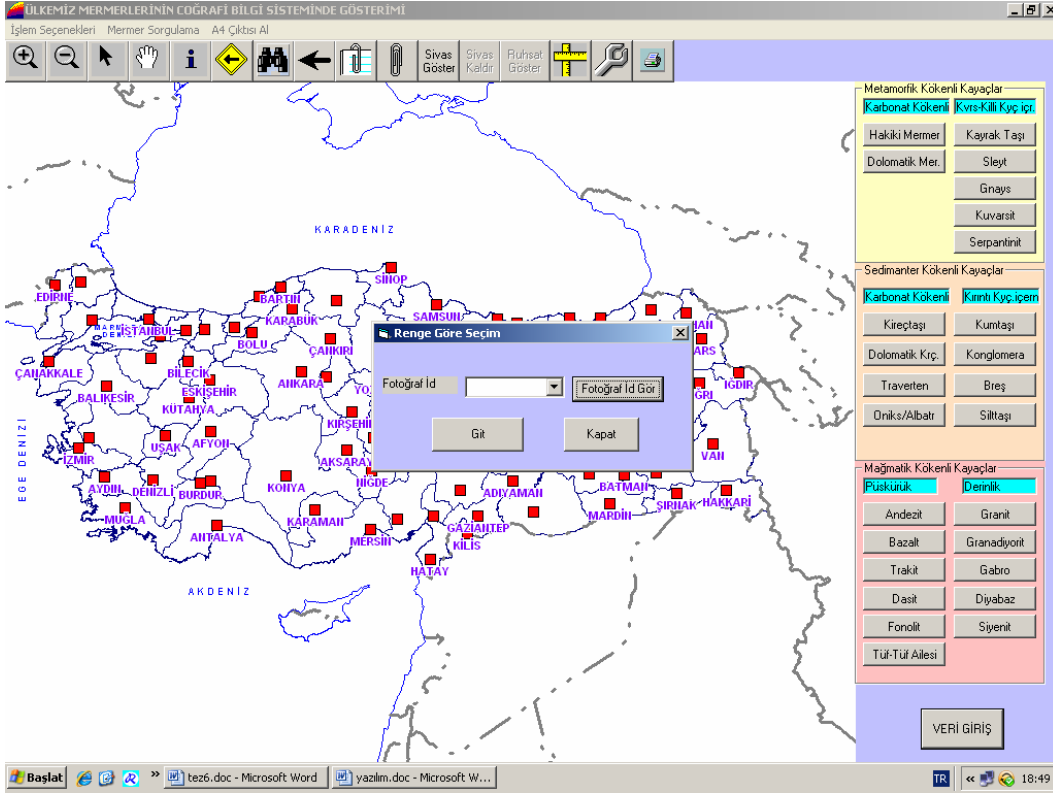 ÜLKEMİZ MERMERLERİNİN COĞRAFİ BİLGİ SİSTEMİNDE GÖSTERİMİ
İşlem Seçenekleri Mermer Sorgulama A4 Çıktısı Al
Sivas Göster
Sivas Kaldır
Ruhsat Göster
KARADENİZ
SİNOP
EDİRNE
BARTIN
SAMSUN
KARABÜK
İSTANBUL
BOLU
ÇANKIRI
ÇANAKKALE
BİLECİK
ANKARA
ESKİŞEHİR
BALIKESİR
KÜTAHYA
IĞDIR
KIRŞEHİ
UŞAK
AFYON
VAN
İZMİR
AKSARAY
EGE DENİZİ
NİĞDE
AYDIN
DENİZLİ
BURDUR
KONYA
ADIYAMAN
BATMAN
ŞIRNAK
HAKKARİ
MUĞLA
KARAMAN
GAZİANTEP
MARDİN
ANTALYA
MERSİN
KİLİS
HATAY
AKDENİZ
Renge Göre Seçim
Fotoğraf İd
Fotoğraf Id Gör
Git
Kapat
Metamorfik Kökenli Kayaçlar
Karbonat Kökenli
Kvrs-Killi Kyç içr.
Hakiki Mermer
Kayrak Taşı
Dolomatik Mer.
Sleyt
Gnays
Kuvarsit
Serpantinit
Sedimanter Kökenli Kayaçlar
Karbonat Kökenli
Kırıntı Kyç.içern
Kireçtaşı
Kumtaşı
Dolomatik Krç.
Konglomera
Traverten
Breş
Oniks/Albatr
Silttaşı
Mağmatik Kökenli Kayaçlar
Püskürük
Derinlik
Andezit
Granit
Bazalt
Granadiyorit
Trakit
Gabro
Dasit
Diyabaz
Fonolit
Siyenit
Tüf-Tüf Ailesi
VERİ GİRİŞ
Başlat
tez6.doc - Microsoft Word
yazılım.doc - Microsoft W...
TR
18:49